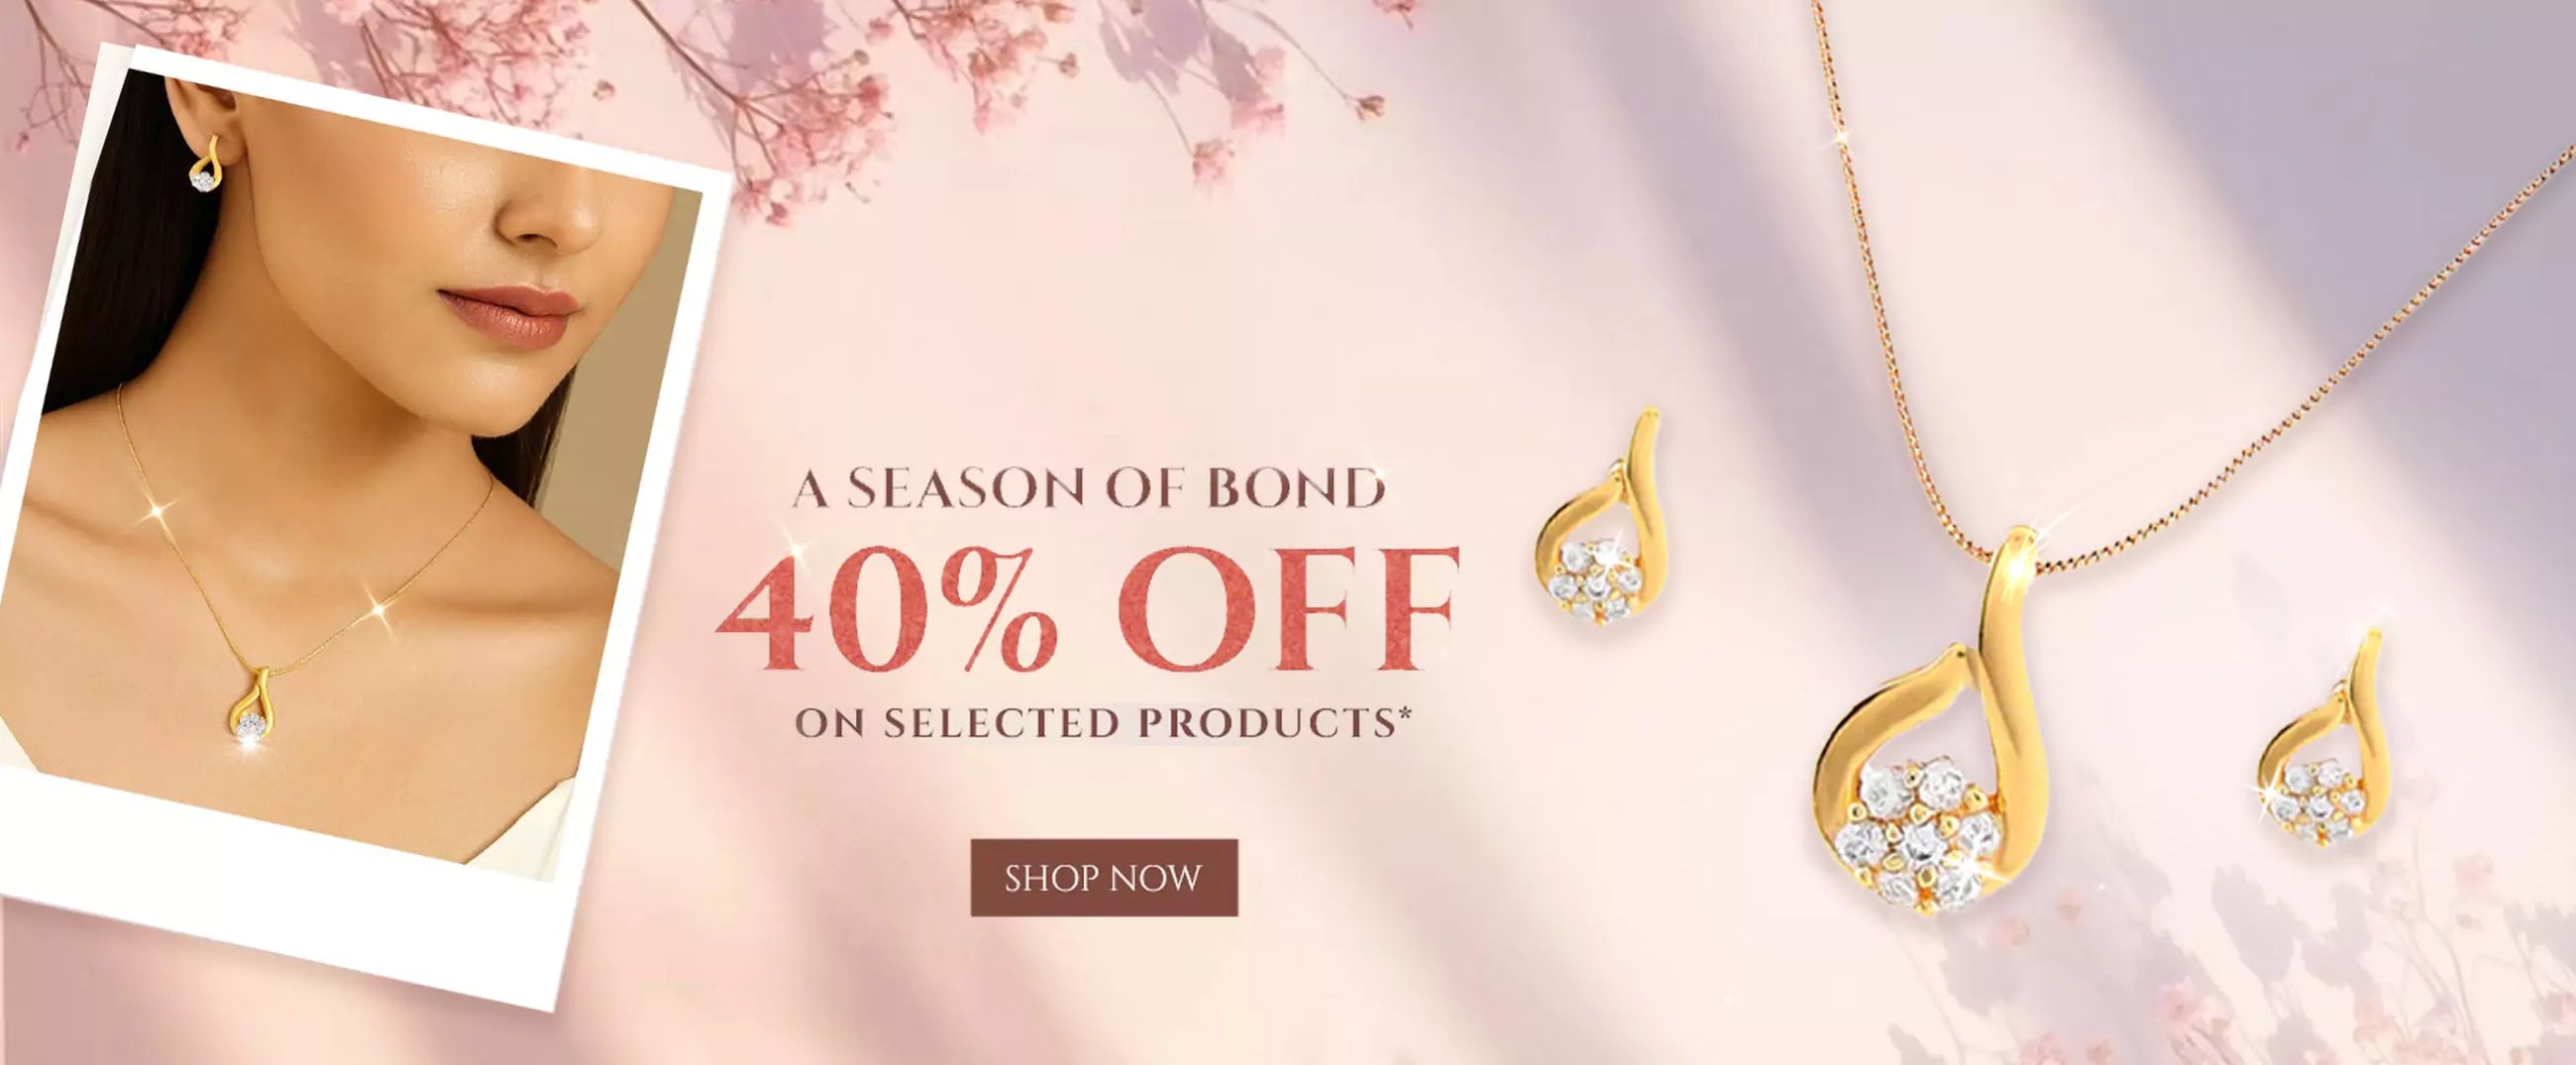 A SEASON OF BOND
40% OFF
ON SELECTED PRODUCTS*
SHOP NOW